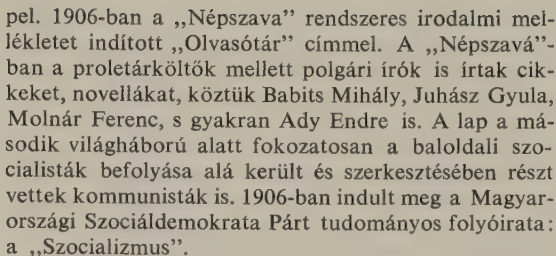 pel. 1906-ban a ,,Népszava” rendszeres irodalmi mel-
lékletet indított ,,Olvasótár” címmel. A ,,Népszavá”-
ban a proletárköltők mellett polgári írók is írtak cik-
keket, novellákat, köztük Babits Mihály, Juhász Gyula,
Molnár Ferenc, s gyakran Ady Endre is. A lap a má-
sodik világháború alatt fokozatosan a baloldali szo-
cialisták befolyása alá került és szerkesztésében részt
vettek kommunisták is. 1906-ban indult meg a Magyar-
országi Szociáldemokrata Párt tudományos folyóirata:
a ,,Szocializmus”.